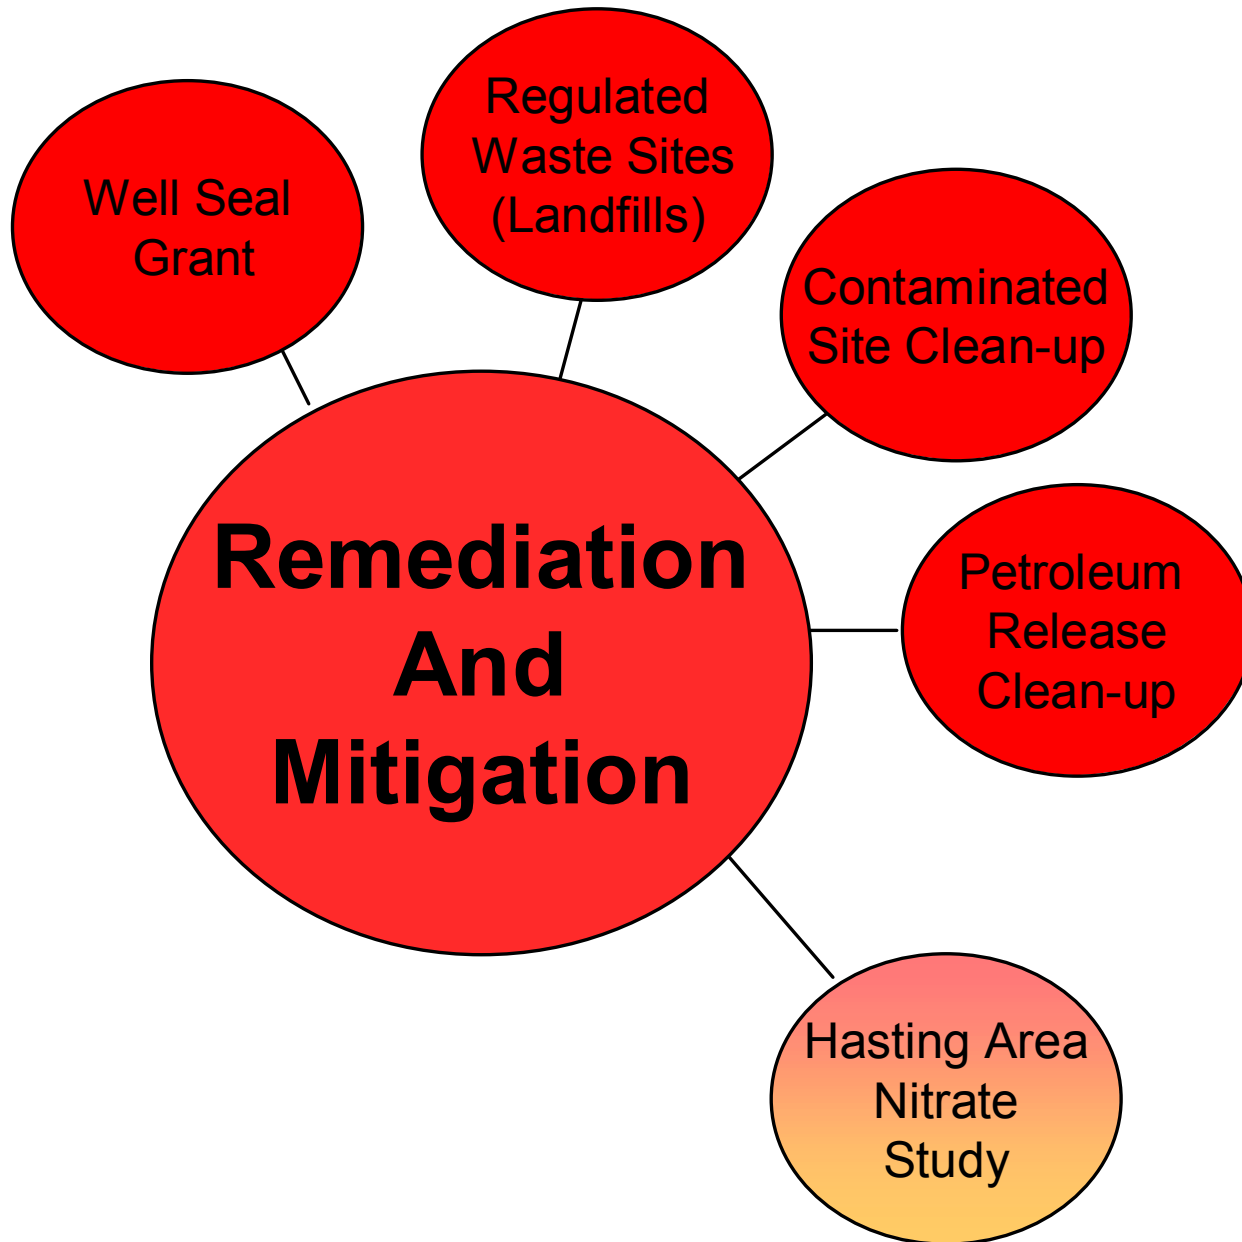 Well Seal
Grant
Regulated
Waste Sites
(Landfills)
Contaminated
Site Clean-up
Petroleum
Release
Clean-up
Remediation
And
Mitigation
Hasting Area
Nitrate
Study